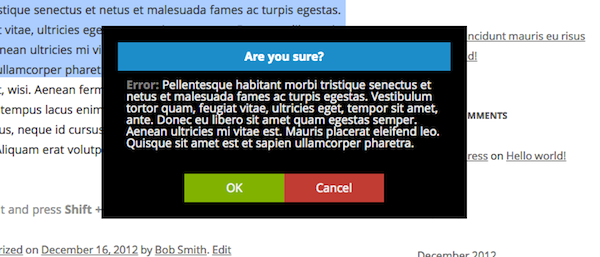 stique senectus et netus et malesuada fames ac turpis egestas.
t vitae, ultricies ege
enean ultricies mi vi
ullamcorper pharet
t, wisi. Aenean ferm
tempus lacus enim
us, neque id cursus
Aliquam erat volutp
t and press Shift +
rized on December 16, 2012 by Bob Smith. Edit
Are you sure?
Error: Pellentesque habitant morbi tristique senectus et
netus et malesuada fames ac turpis egestas. Vestibulum
tortor quam, feugiat vitae, ultricies eget, tempor sit amet,
ante. Donec eu libero sit amet quam egestas semper.
Aenean ultricies mi vitae est. Mauris placerat eleifend leo.
Quisque sit amet est et sapien ullamcorper pharetra.
OK Cancel
ncidunt mauris eu risus
d!
OMMENTS
ress on Hello world!
December 2012